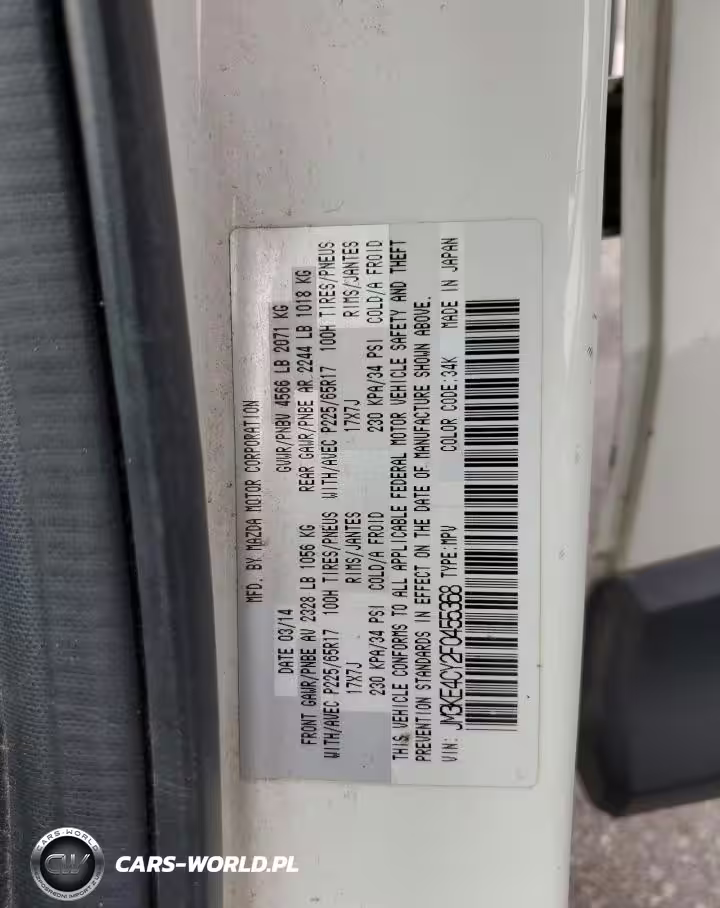 MFD. BY MAZDA MOTOR CORPORATION
DATE 03/14 GVWR/PNBV 4566 LB 2071 KG
FRONT GAWR/PNBE AV 2328 LB 1056 KG REAR GAWR/PNBE AR 2244 LB 1018 KG
WITH/AVEC P225/65R17 100H TIRES/PNEUS WITH/AVEC P225/65R17 100H TIRES/PNEUS
17X7J RIMS/JANTES 17X7J RIMS/JANTES
230 KPA/34 PSI COLD/A FROID 230 KPA/34 PSI COLD/A FROID
THIS VEHICLE CONFORMS TO ALL APPLICABLE FEDERAL MOTOR VEHICLE SAFETY AND THEFT
PREVENTION STANDARDS IN EFFECT ON THE DATE OF MANUFACTURE SHOWN ABOVE.
VIN: JM3KE4CY2F0455368 TYPE:MPV COLOR CODE:34K MADE IN JAPAN
CARS-WORLD
CW
CARS-WORLD.PL